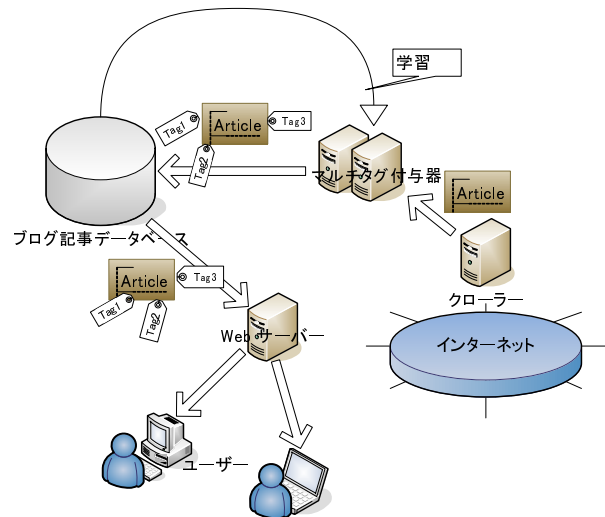 学習
Tag1
Article
Tag3
Tag2
マルチタグ付与器
Article
ブログ記事データベース
Article
Tag3
Tag1
Tag2
クローラー
Webサーバー
インターネット
ユーザー